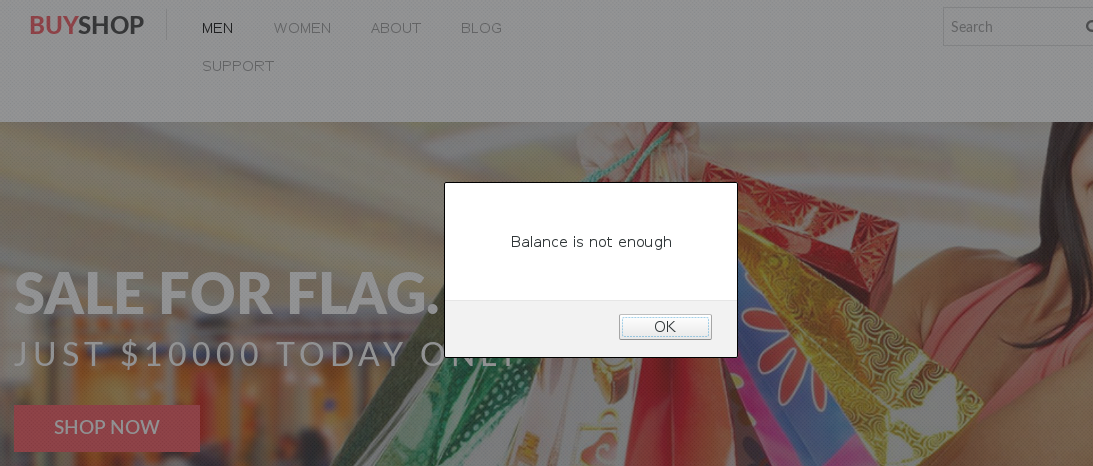 BUYSHOP
MEN WOMEN ABOUT BLOG
SUPPORT
Search
Balance is not enough
OK
SALE FOR FLAG.
JUST $10000 TODAY ONLY
SHOP NOW